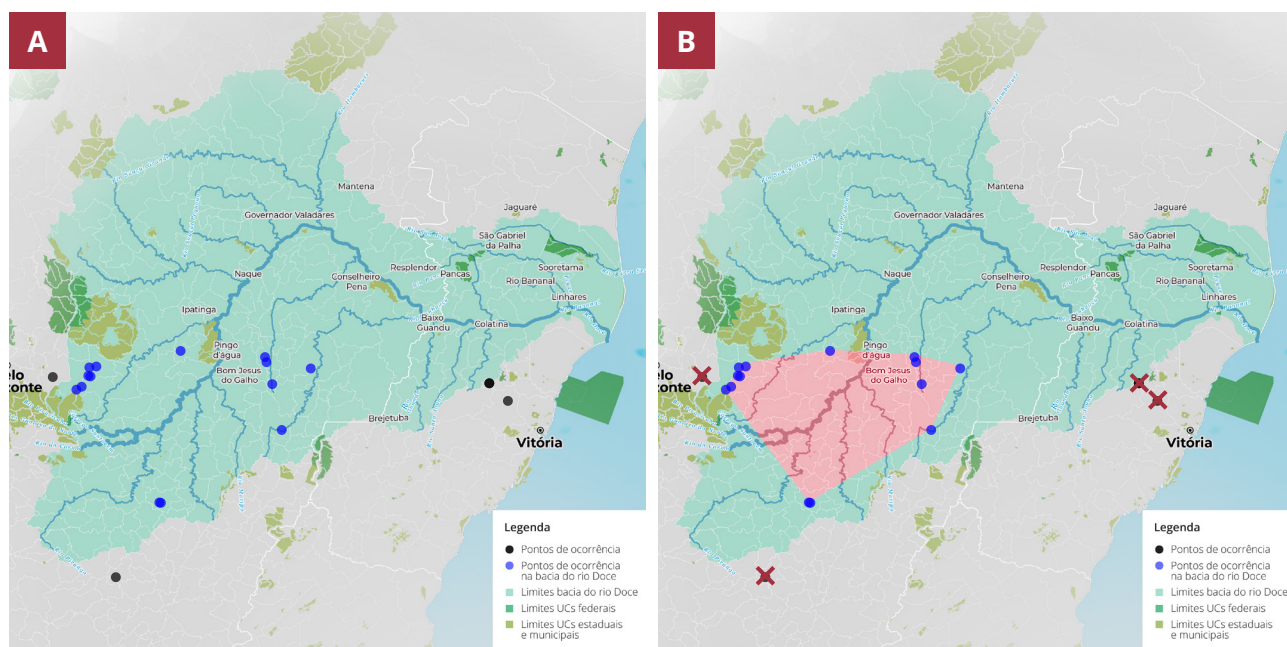 A
Mantena
Governador Valadares
Jaguaré
São Gabriel
da Palha
Naque
Conselheiro
Pena
Resplendor
Pancas
Sooretama
Rio Bananal
Linhares
Ipatinga
Baixo
Guandu
Colatina
Pingo
d'água
Bom Jesus
do Galho
elo
zonte
Brejetuba
Vitória
Legenda
Pontos de ocorrência
Pontos de ocorrência
na bacia do rio Doce
Limites bacia do rio Doce
Limites UCs federais
Limites UCs estaduais
e municipais
B
Mantena
Governador Valadares
Jaguaré
São Gabriel
da Palha
Naque
Conselheiro
Pena
Resplendor
Pancas
Sooretama
Rio Bananal
Linhares
Ipatinga
Baixo
Guandu
Colatina
Pingo
d'água
Bom Jesus
do Galho
elo
zonte
Brejetuba
Vitória
Legenda
Pontos de ocorrência
Pontos de ocorrência
na bacia do rio Doce
Limites bacia do rio Doce
Limites UCs federais
Limites UCs estaduais
e municipais